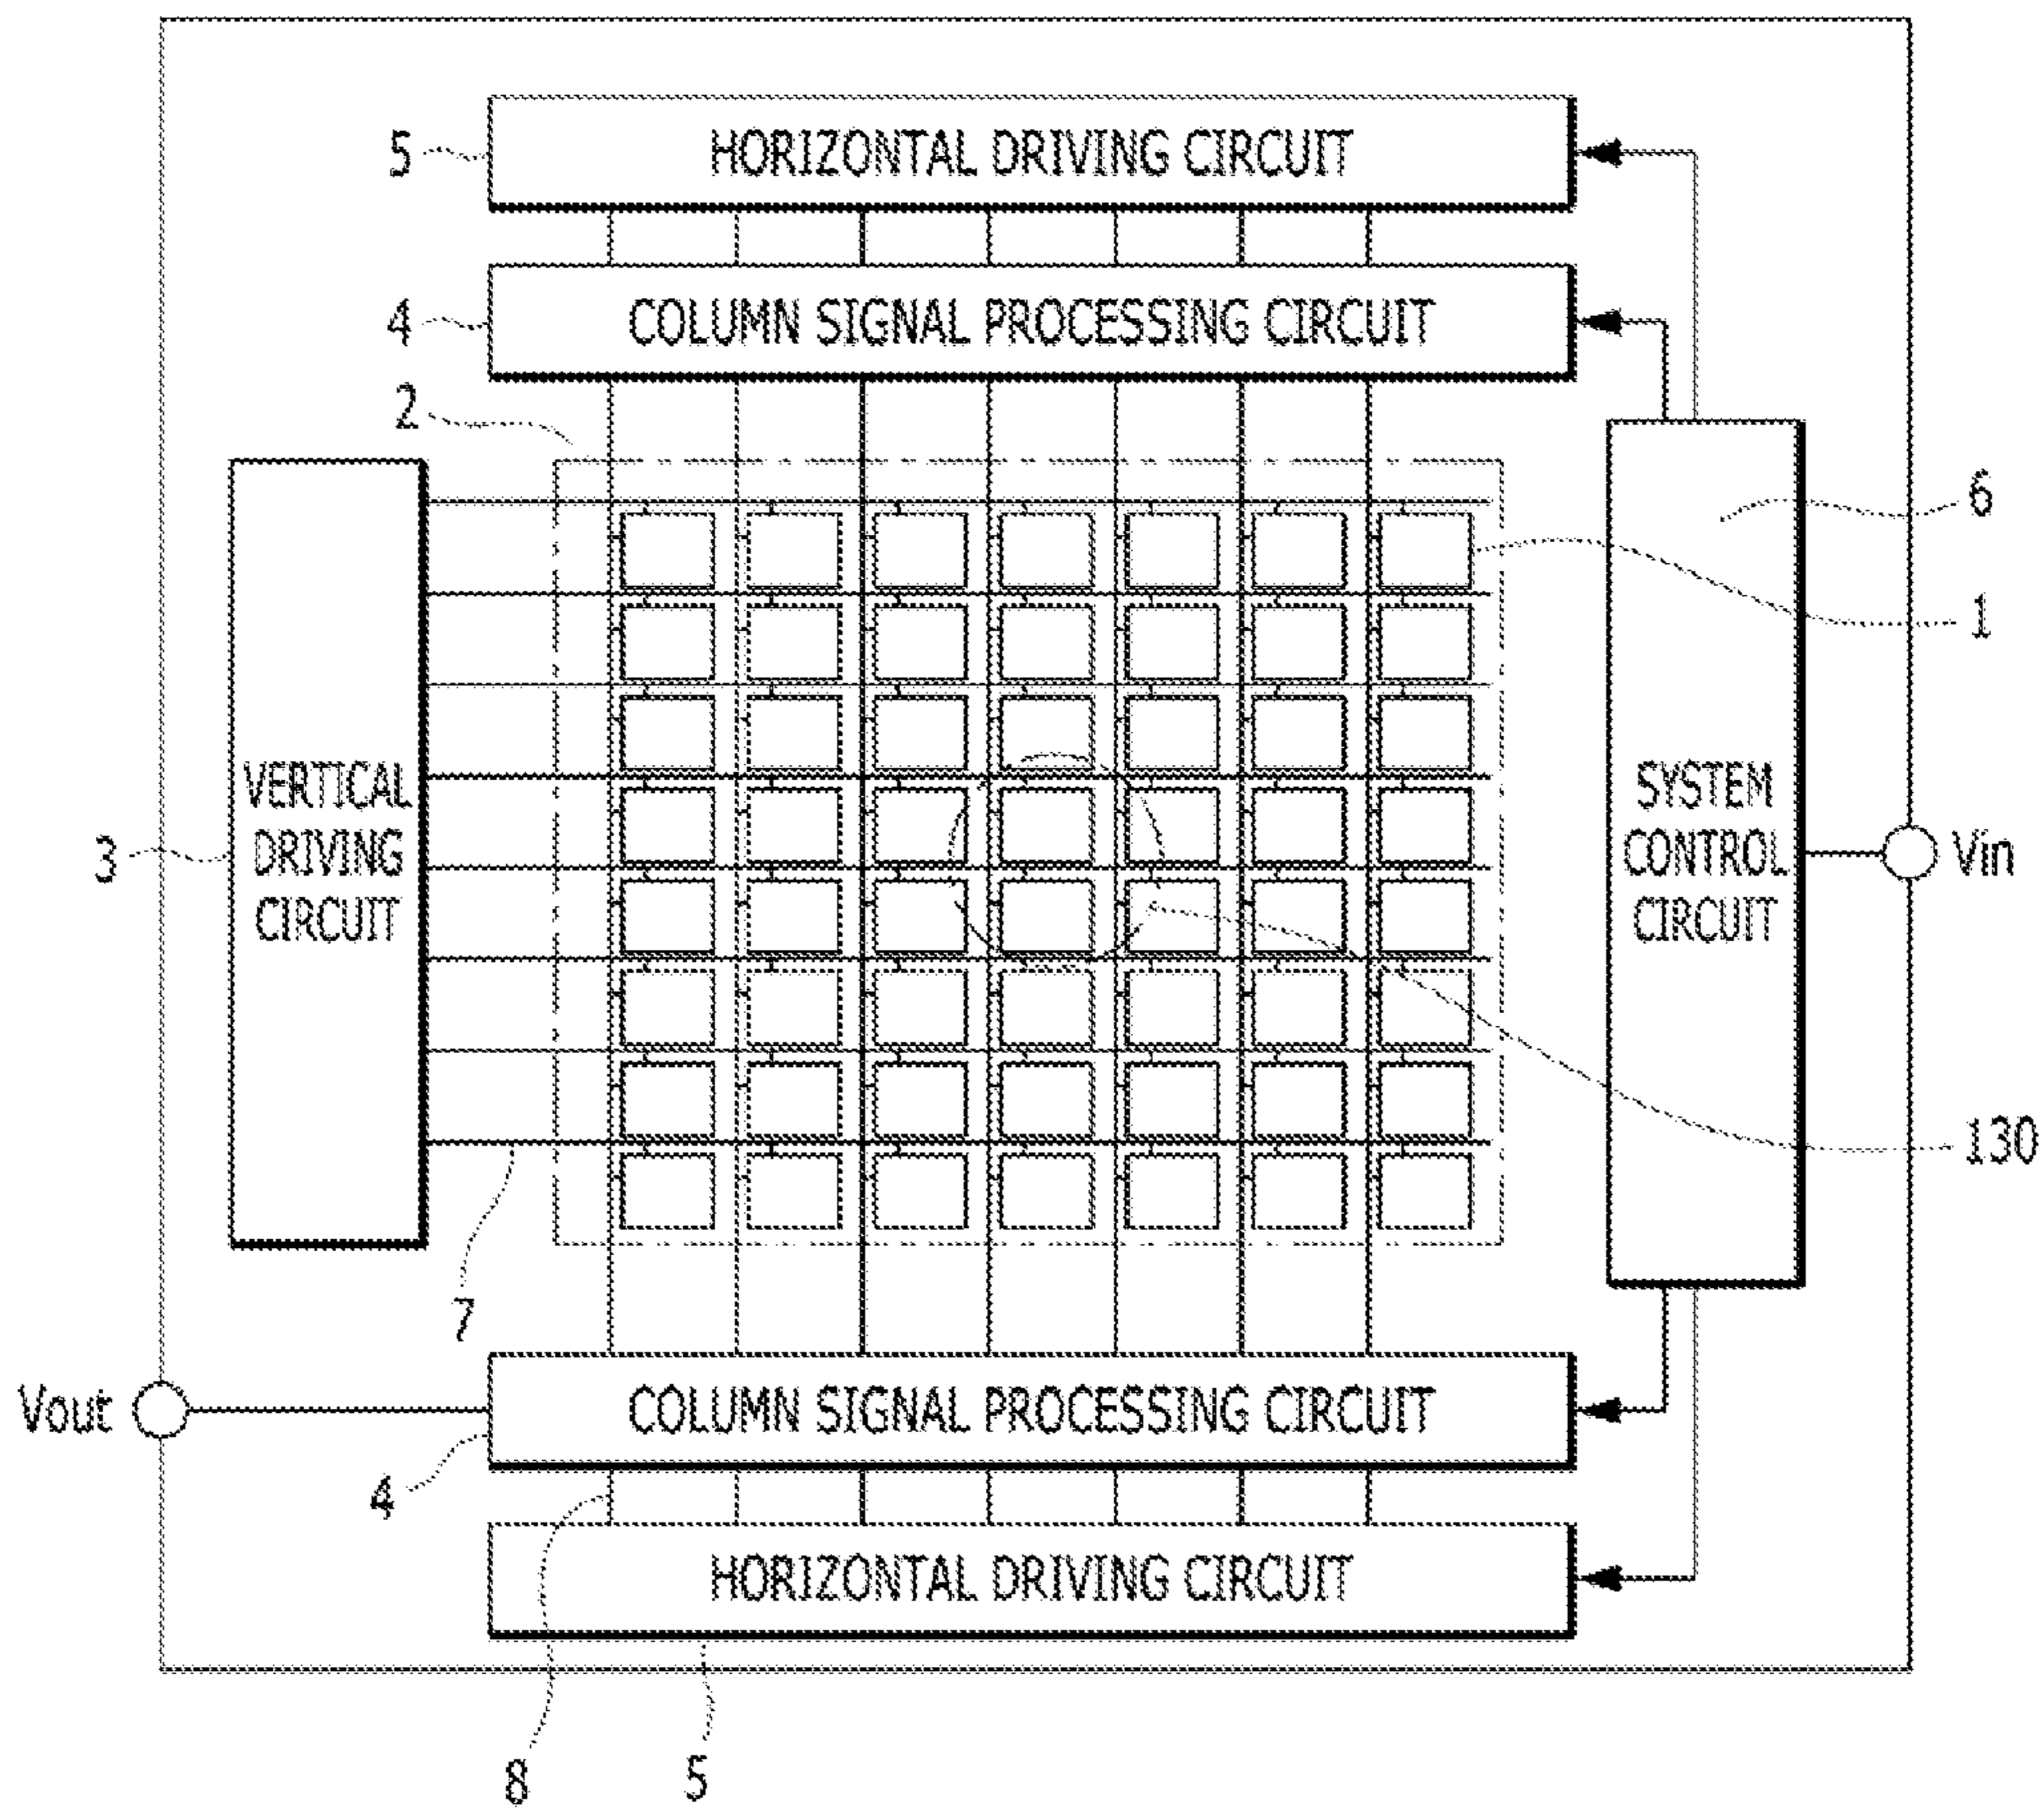 5
HORIZONTAL DRIVING CIRCUIT
4
COLUMN SIGNAL PROCESSING CIRCUIT
2
6
1
VERTICAL
DRIVING
CIRCUIT
3
SYSTEM
CONTROL
CIRCUIT
Vin
130
7
Vout
COLUMN SIGNAL PROCESSING CIRCUIT
4
HORIZONTAL DRIVING CIRCUIT
8
5